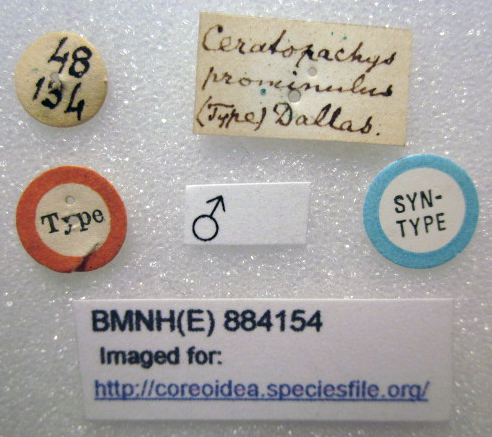 48
134
Ceratopachys
prominulus
(Type) Dallas.
Type
♂
SYN-
TYPE
BMNH(E) 884154
Imaged for:
http://coreoidea.speciesfile.org/